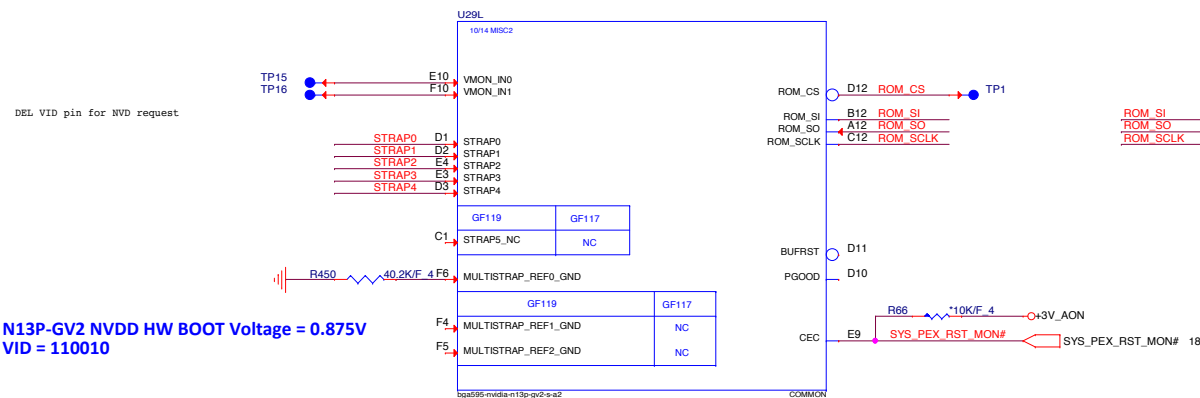 U29L
10/14 MISC2
TP15 E10 VMON_IN0
TP16 F10 VMON_IN1
ROM_CS D12 ROM_CS TP1
DEL VID pin for NVD request
ROM_SI B12 ROM_SI ROM_SI
ROM_SO A12 ROM_SO ROM_SO
ROM_SCLK C12 ROM_SCLK ROM_SCLK
STRAP0 D1 STRAP0
STRAP1 D2 STRAP1
STRAP2 E4 STRAP2
STRAP3 E3 STRAP3
STRAP4 D3 STRAP4
GF119 GF117
C1 STRAP5_NC NC
BUFRST D11
R450 40.2K/F_4 F6 MULTISTRAP_REF0_GND
PGOOD D10
GF119 GF117
R66 *10K/F_4 +3V_AON
F4 MULTISTRAP_REF1_GND NC
N13P-GV2 NVDD HW BOOT Voltage = 0.875V
VID = 110010
CEC E9 SYS_PEX_RST_MON# SYS_PEX_RST_MON# 18
F5 MULTISTRAP_REF2_GND NC
bga595-nvidia-n13p-gv2-s-a2 COMMON